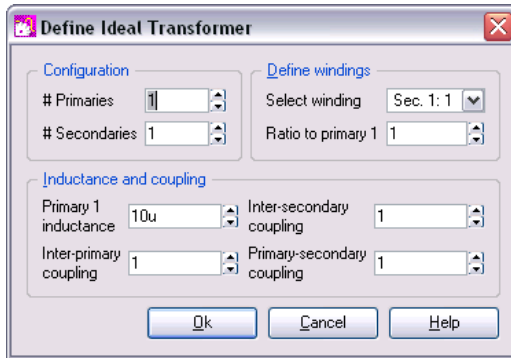 Define Ideal Transformer
Configuration
# Primaries 1
# Secondaries 1
Define windings
Select winding Sec. 1: 1
Ratio to primary 1 1
Inductance and coupling
Primary 1
inductance 10u
Inter-secondary
coupling 1
Inter-primary
coupling 1
Primary-secondary
coupling 1
Ok Cancel Help